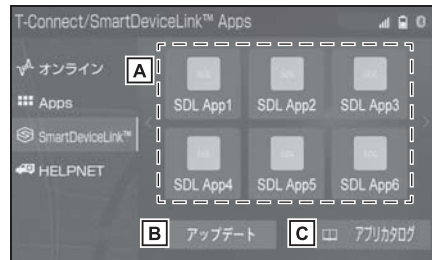 T-Connect/SmartDeviceLink™ Apps
オンライン
Apps
SmartDeviceLink™
HELPNET
A
SDL App1
SDL App2
SDL App3
SDL App4
SDL App5
SDL App6
B
アップデート
C
アプリカタログ